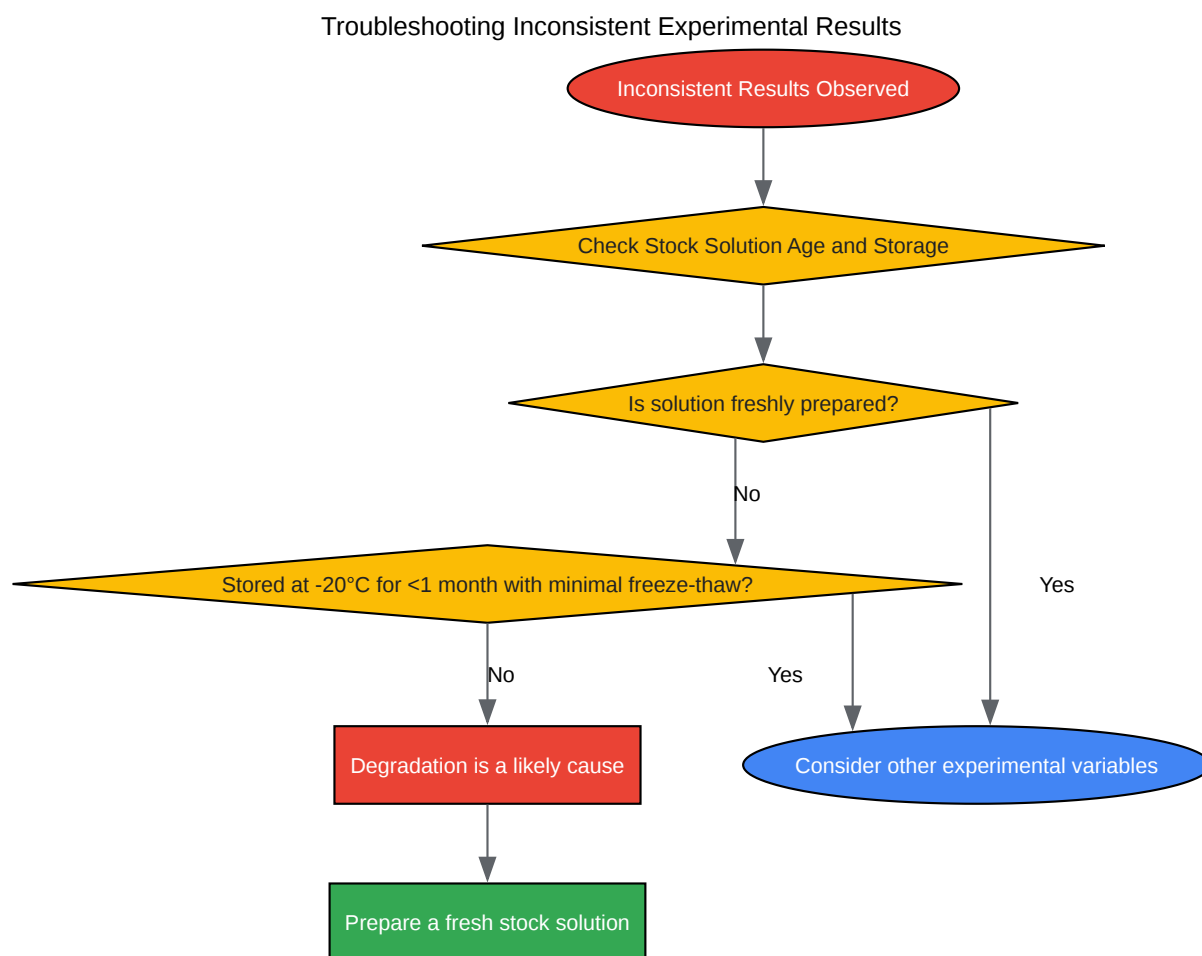 Troubleshooting Inconsistent Experimental Results
Inconsistent Results Observed
Check Stock Solution Age and Storage
Is solution freshly prepared?
No
Stored at -20°C for <1 month with minimal freeze-thaw?
Yes
No
Yes
Degradation is a likely cause
Consider other experimental variables
Prepare a fresh stock solution